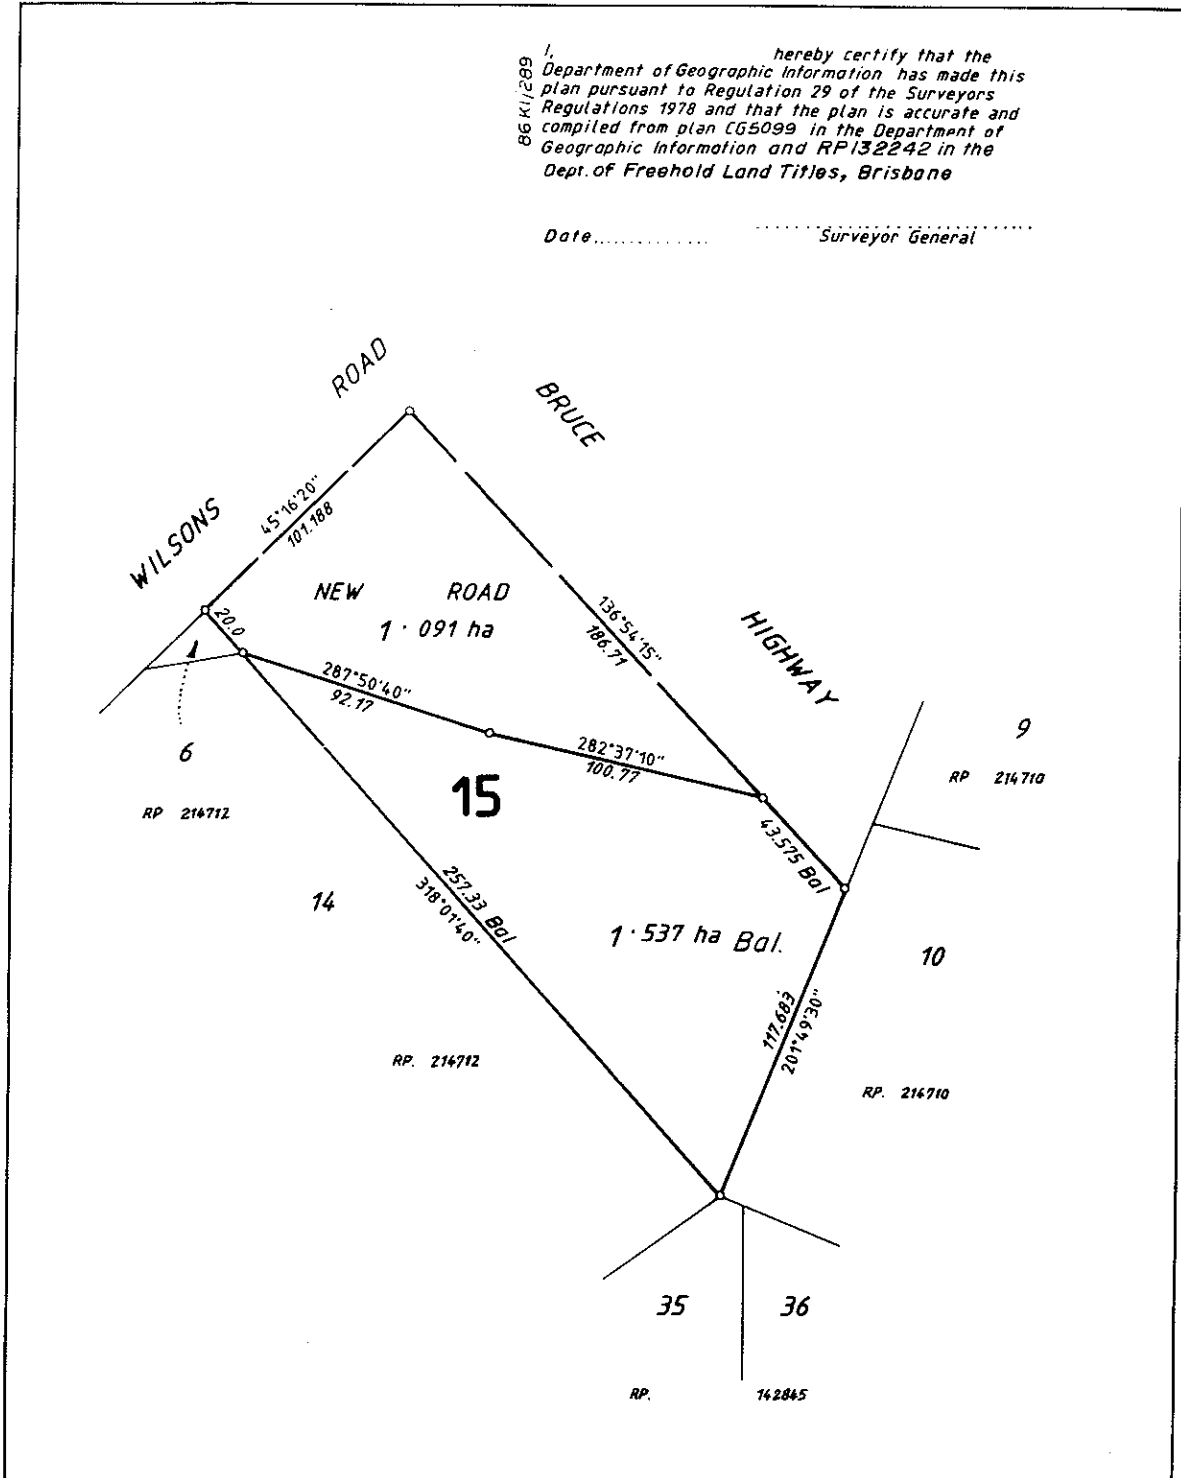 86 K1/289
I, hereby certify that the
Department of Geographic Information has made this
plan pursuant to Regulation 29 of the Surveyors
Regulations 1978 and that the plan is accurate and
compiled from plan CG5099 in the Department of
Geographic Information and RP132242 in the
Dept. of Freehold Land Titles, Brisbane
Date.............. Surveyor General
WILSONS ROAD
BRUCE HIGHWAY
45°16'20"
101.188
NEW ROAD
1·091 ha
136°54'15"
186.71
20.0
287°50'40"
92.17
282°37'10"
100.77
6
RP 214712
15
43.575 Bal
9
RP 214710
14
257.33 Bal
318°01'40"
1·537 ha Bal.
10
117.683
201°49'30"
RP. 214712
RP. 214710
35
36
RP. 142845